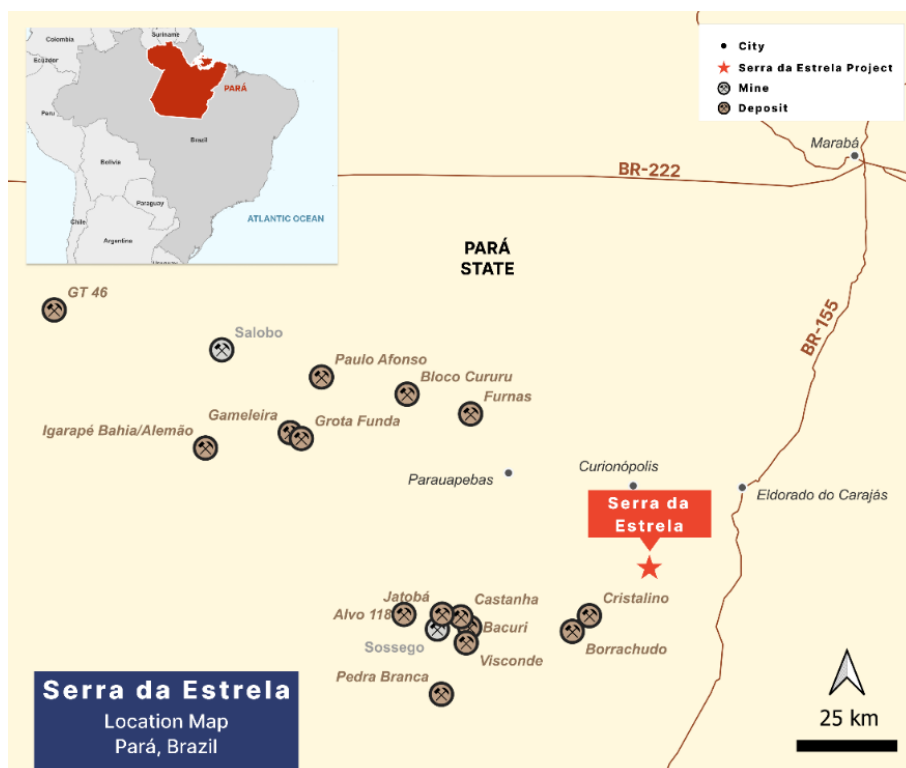 Suriname
Colombia
Ecuador
PARÁ
Peru
Brazil
Bolivia
Paraguay
Chile
ATLANTIC OCEAN
Argentina
City
Serra da Estrela Project
Mine
Deposit
Marabá
BR-222
PARÁ
STATE
BR-155
GT 46
Salobo
Paulo Afonso
Bloco Cururu
Furnas
Gameleira
Grota Funda
Igarapé Bahia/Alemão
Parauapebas
Curionópolis
Eldorado do Carajás
Serra da
Estrela
Jatobá
Castanha
Cristalino
Alvo 118
Bacuri
Sossego
Visconde
Borrachudo
Pedra Branca
Serra da Estrela
Location Map
Pará, Brazil
25 km